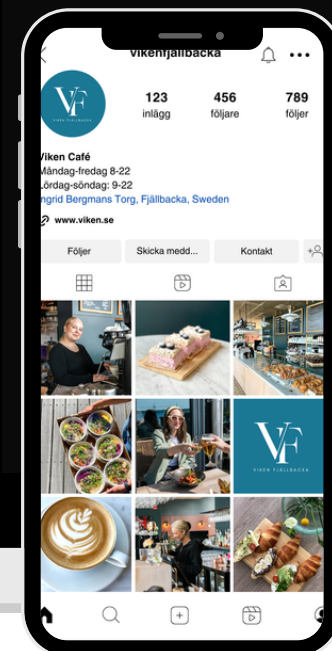 vikenfjällbacka
VF
VIKEN FJÄLLBACKA
123
456
789
inlägg
följare
följer
Viken Café
Måndag-fredag 8-22
Lördag-söndag: 9-22
Ingrid Bergmans Torg, Fjällbacka, Sweden
www.viken.se
Följer
Skicka medd...
Kontakt
VF
VIKEN FJÄLLBACKA